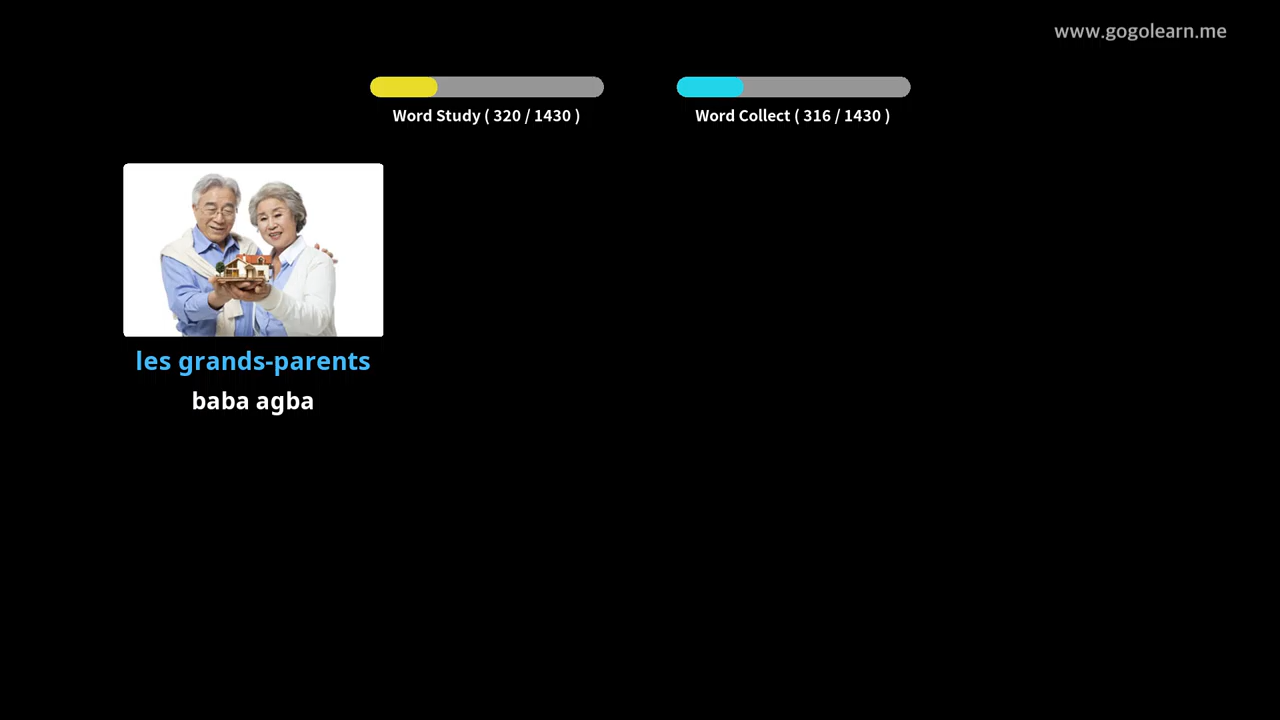 www.gogolearn.me
Word Study ( 320 / 1430 )
Word Collect ( 316 / 1430 )
les grands-parents
baba agba